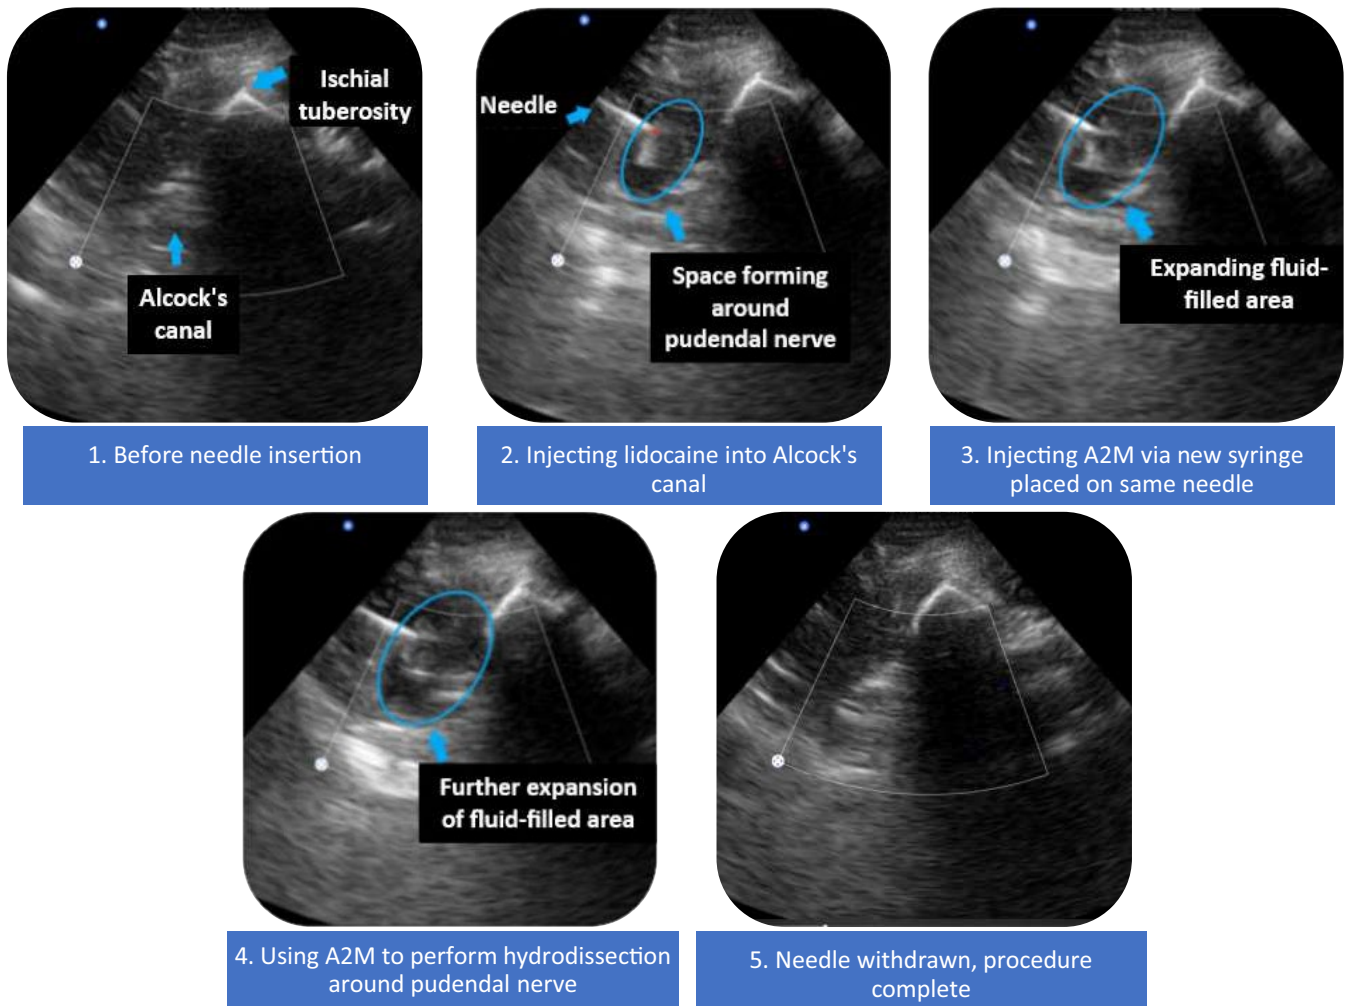 Ischial
tuberosity
Alcock's
canal
1. Before needle insertion
Needle
Space forming
around
pudendal nerve
2. Injecting lidocaine into Alcock's
canal
Expanding fluid-
filled area
3. Injecting A2M via new syringe
placed on same needle
Further expansion
of fluid-filled area
4. Using A2M to perform hydrodissection
around pudendal nerve
5. Needle withdrawn, procedure
complete